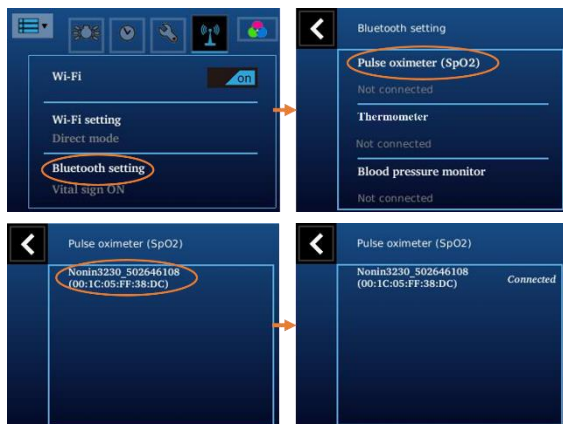 Wi-Fi
on
Wi-Fi setting
Direct mode
Bluetooth setting
Vital sign ON
Bluetooth setting
Pulse oximeter (SpO2)
Not connected
Thermometer
Not connected
Blood pressure monitor
Not connected
Pulse oximeter (SpO2)
Nonin3230_502646108
(00:1C:05:FF:38:DC)
Pulse oximeter (SpO2)
Nonin3230_502646108
(00:1C:05:FF:38:DC) Connected